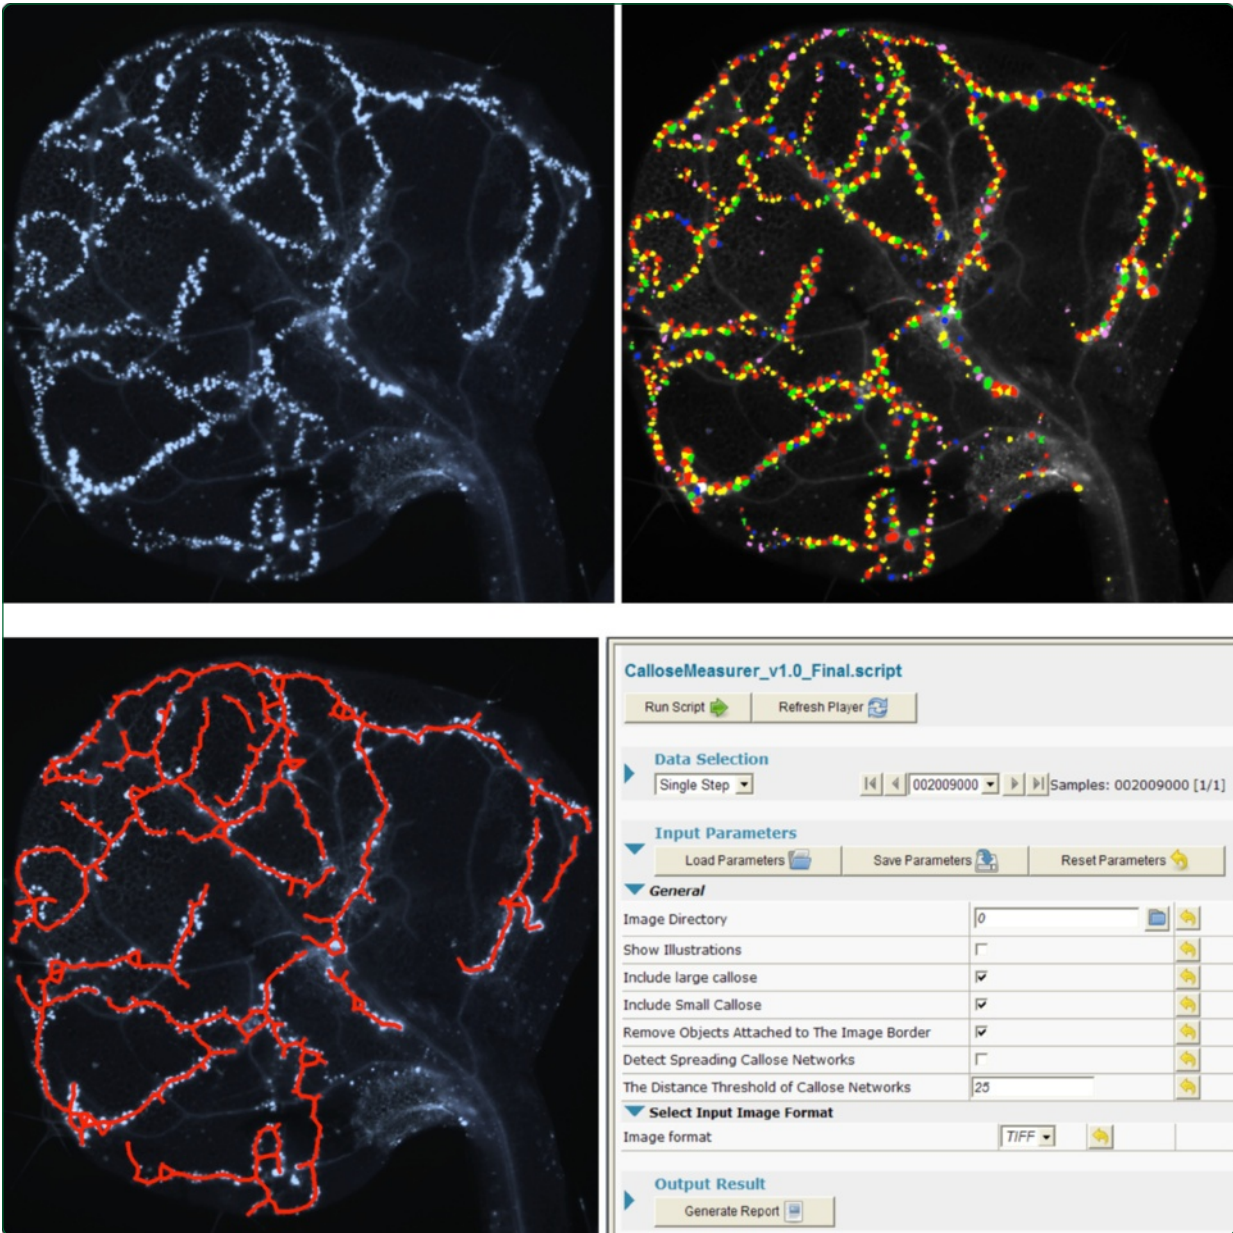 CalloseMeasurer_v1.0_Final.script
Run Script Refresh Player
Data Selection
Single Step 002009000 Samples: 002009000 [1/1]
Input Parameters
Load Parameters Save Parameters Reset Parameters
General
Image Directory 0
Show Illustrations
Include large callose
Include Small Callose
Remove Objects Attached to The Image Border
Detect Spreading Callose Networks
The Distance Threshold of Callose Networks 25
Select Input Image Format
Image format TIFF
Output Result
Generate Report